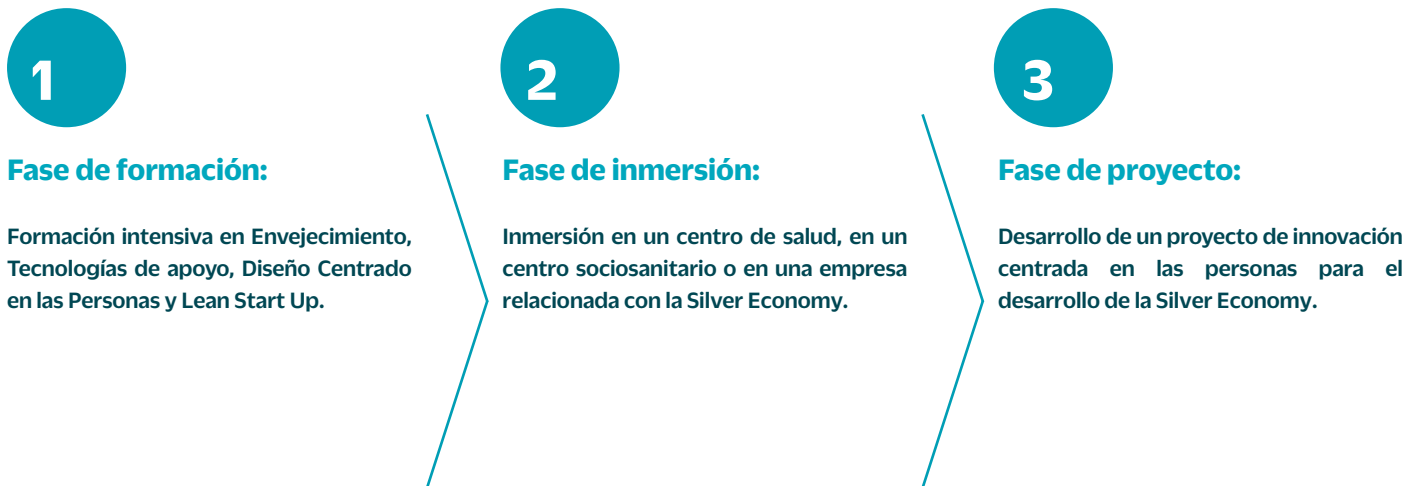 1
Fase de formación:
Formación intensiva en Envejecimiento,
Tecnologías de apoyo, Diseño Centrado
en las Personas y Lean Start Up.
2
Fase de inmersión:
Inmersión en un centro de salud, en un
centro sociosanitario o en una empresa
relacionada con la Silver Economy.
3
Fase de proyecto:
Desarrollo de un proyecto de innovación
centrada en las personas para el
desarrollo de la Silver Economy.